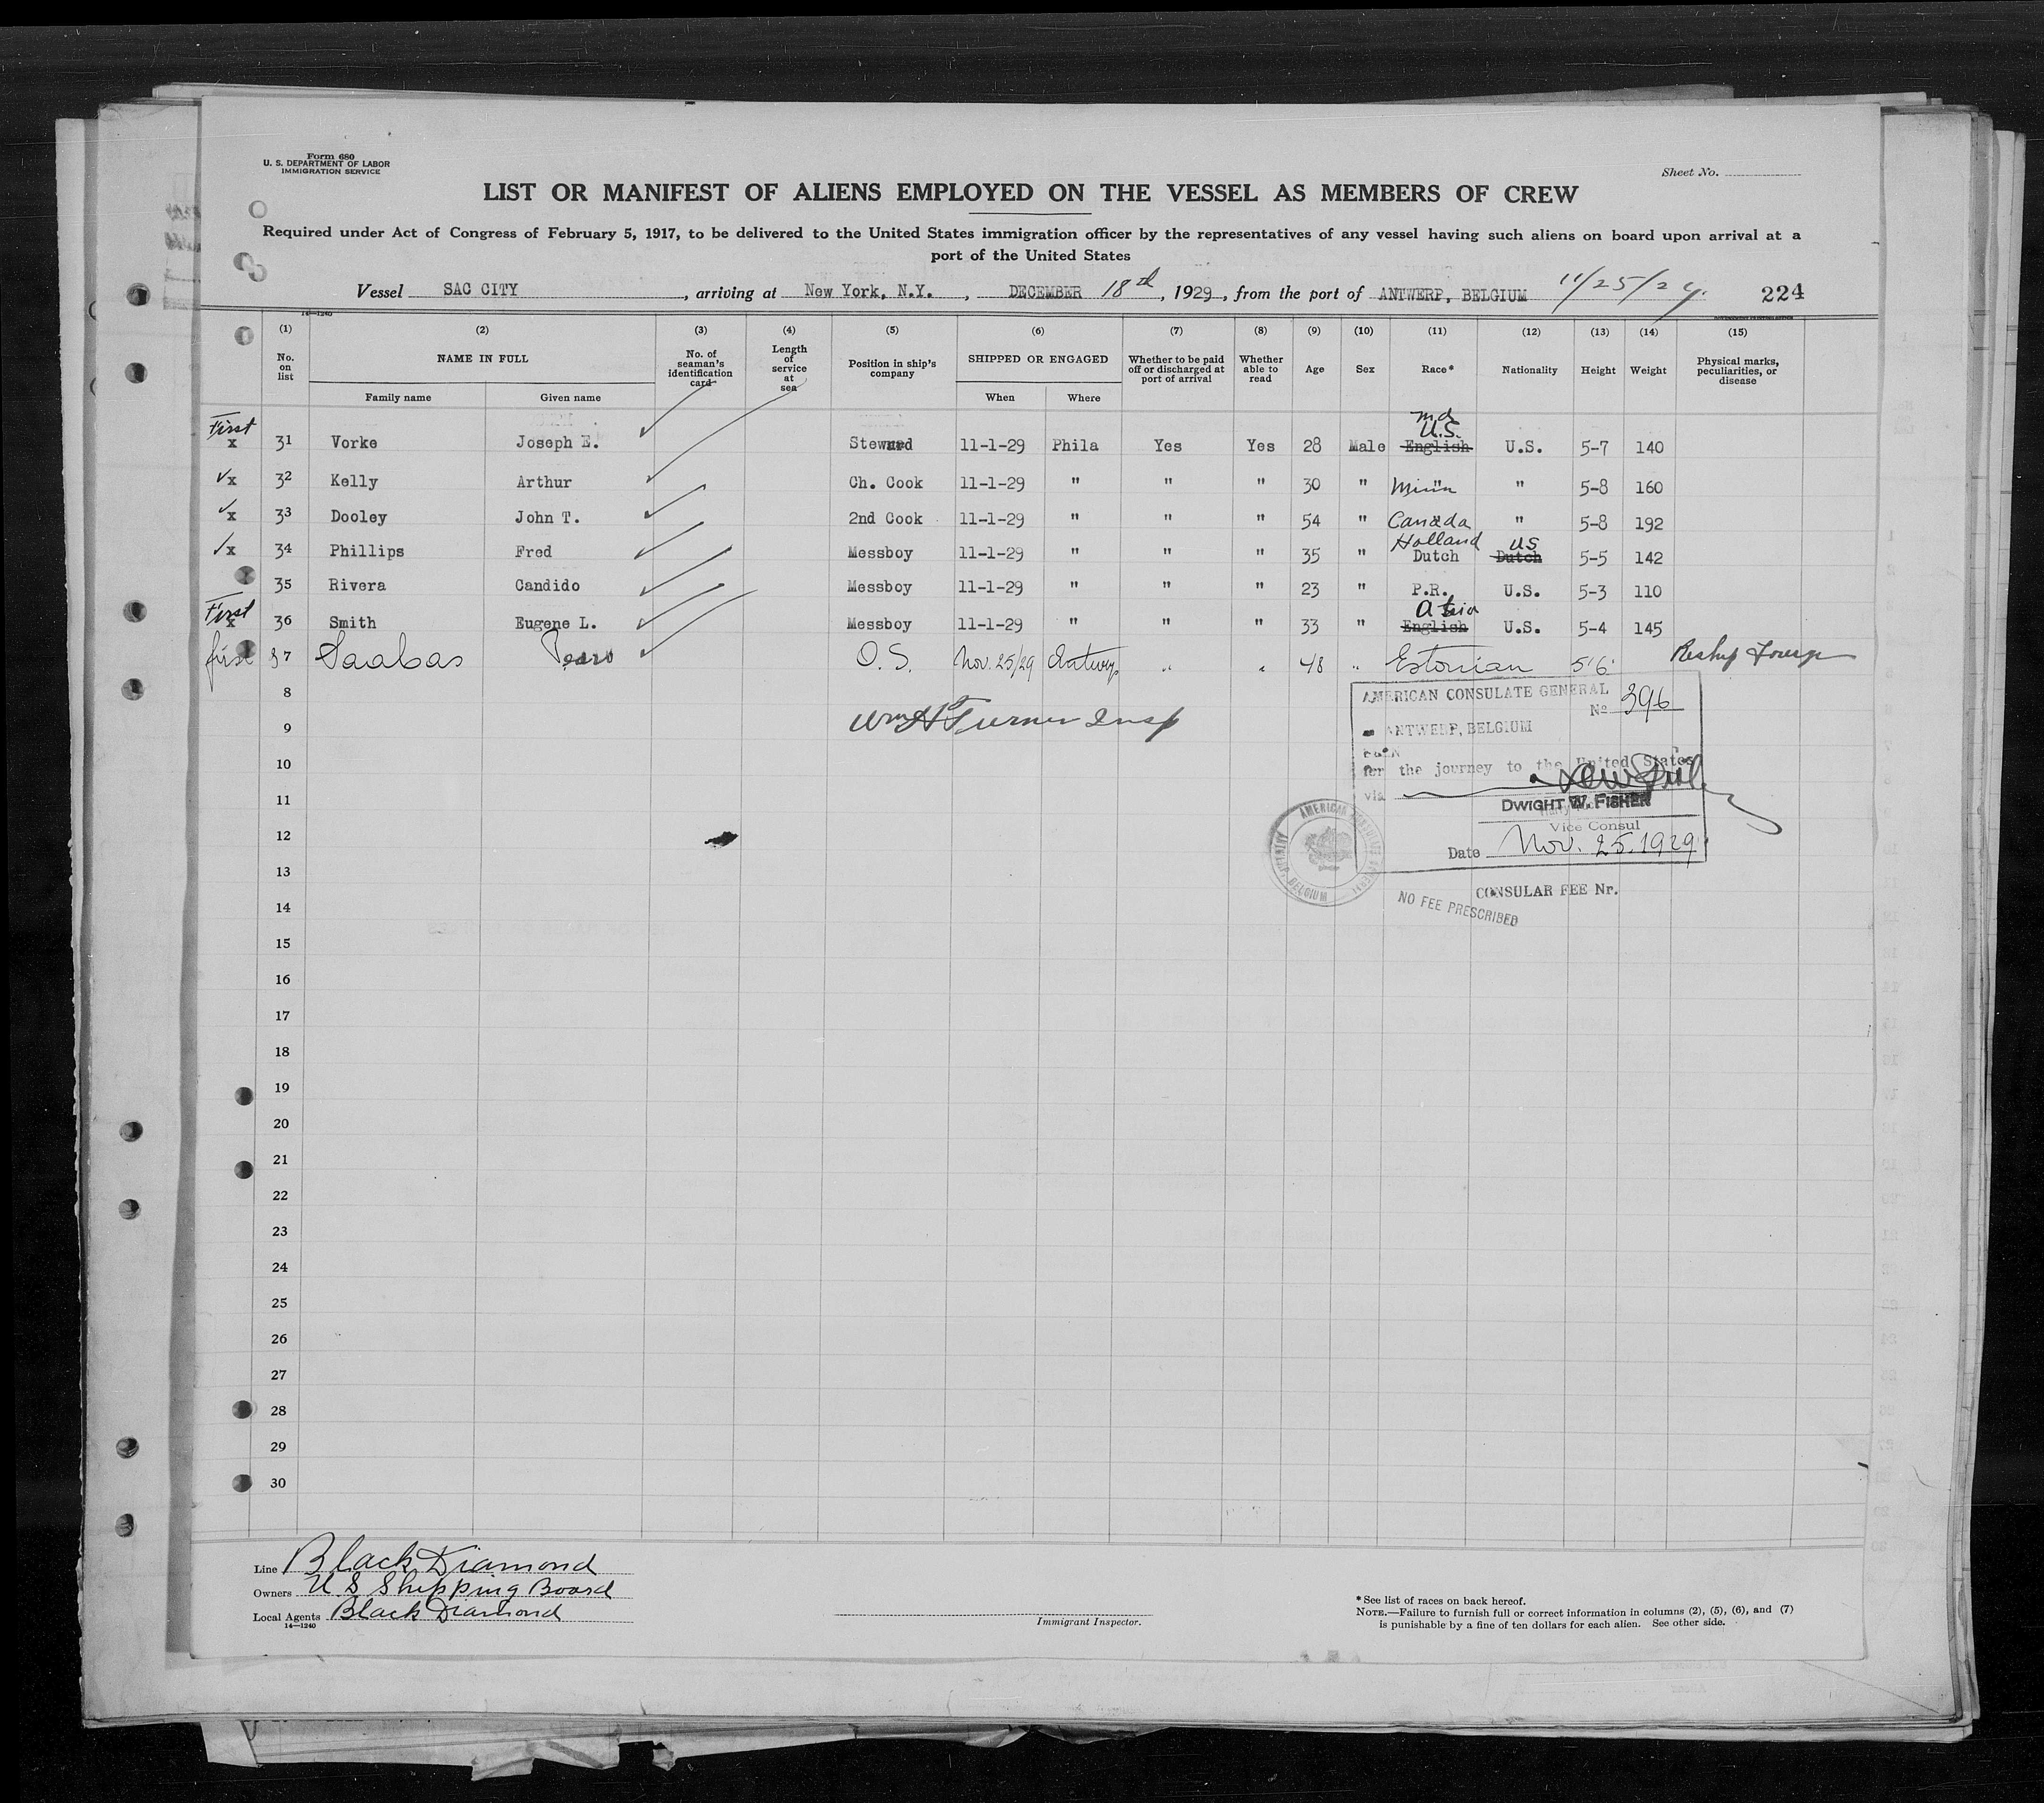 Form 680
U. S. DEPARTMENT OF LABOR
IMMIGRATION SERVICE
Sheet No.
LIST OR MANIFEST OF ALIENS EMPLOYED ON THE VESSEL AS MEMBERS OF CREW
Required under Act of Congress of February 5, 1917, to be delivered to the United States immigration officer by the representatives of any vessel having such aliens on board upon arrival at a
port of the United States
Vessel SAC CITY, arriving at New York, N.Y., DECEMBER 18th, 1929, from the port of ANTWERP, BELGIUM 11/25/29. 224
14—1240
(1) (2) (3) (4) (5) (6) (7) (8) (9) (10) (11) (12) (13) (14) (15)
No. on list NAME IN FULL No. of seaman's identification card Length of service at sea Position in ship's company SHIPPED OR ENGAGED Whether to be paid off or discharged at port of arrival Whether able to read Age Sex Race* Nationality Height Weight Physical marks, peculiarities, or disease
Family name Given name When Where
First Md U.S.
x 31 Vorke Joseph E. Steward 11-1-29 Phila Yes Yes 28 Male English U.S. 5-7 140
x 32 Kelly Arthur Ch. Cook 11-1-29 " " " 30 " Minn " 5-8 160
x 33 Dooley John T. 2nd Cook 11-1-29 " " " 54 " Canada " 5-8 192
Holland US
x 34 Phillips Fred Messboy 11-1-29 " " " 35 " Dutch Dutch 5-5 142
35 Rivera Candido Messboy 11-1-29 " " " 23 " P.R. U.S. 5-3 110
First
x 36 Smith Eugene L. Messboy 11-1-29 " " " 33 " English U.S. 5-4 145
first 37 Saabas O.S. Nov. 25/29 Antwerp " " 48 " Estonian 5'6 Reship Foreign
8
Wm H Turner Insp
9
10
11
12
13
14
15
16
17
18
19
20
21
22
23
24
25
26
27
28
29
30
AMERICAN CONSULATE GENERAL
No 396
ANTWERP, BELGIUM
for the journey to the United States
via
DWIGHT W. FISHER
Vice Consul
Date Nov. 25. 1929
BELGIUM
CONSULAR FEE Nr.
NO FEE PRESCRIBED
Line Black Diamond
Owners U S Shipping Board
Local Agents Black Diamond
14—1240
Immigrant Inspector.
* See list of races on back hereof.
NOTE.—Failure to furnish full or correct information in columns (2), (5), (6), and (7)
is punishable by a fine of ten dollars for each alien. See other side.